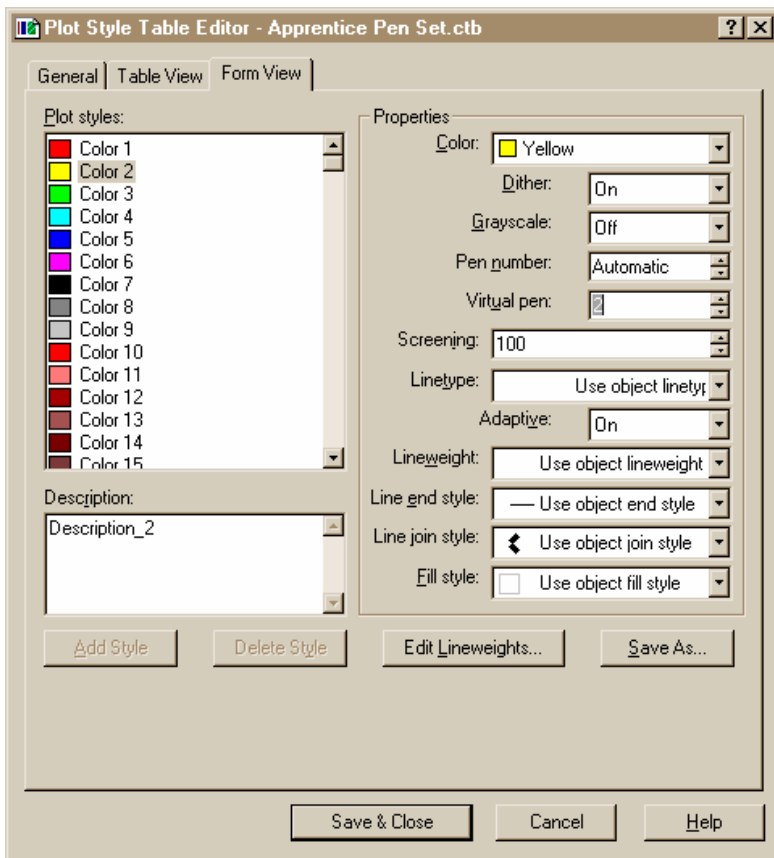 Plot Style Table Editor - Apprentice Pen Set.ctb
General Table View Form View
Plot styles:
Color 1
Color 2
Color 3
Color 4
Color 5
Color 6
Color 7
Color 8
Color 9
Color 10
Color 11
Color 12
Color 13
Color 14
Color 15
Description:
Description_2
Properties
Color: Yellow
Dither: On
Grayscale: Off
Pen number: Automatic
Virtual pen: 2
Screening: 100
Linetype: Use object linetyp
Adaptive: On
Lineweight: Use object lineweight
Line end style: Use object end style
Line join style: Use object join style
Fill style: Use object fill style
Add Style Delete Style Edit Lineweights... Save As...
Save & Close Cancel Help